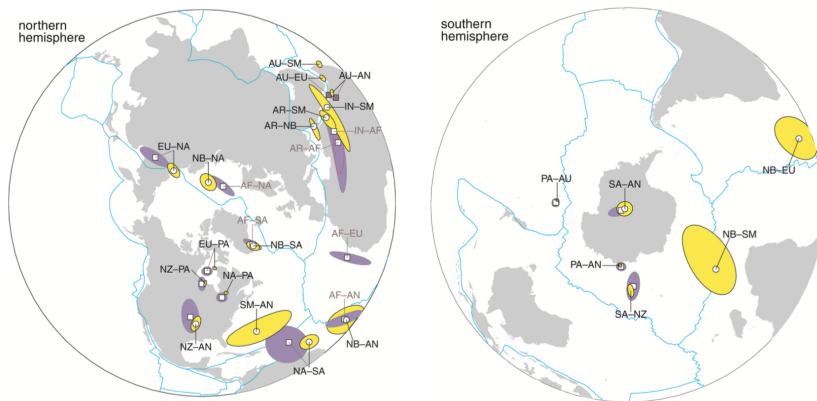 northern
hemisphere
AU–SM
AU–EU
AU–AN
IN–SM
AR–SM
AR–NB
IN–AF
AR–AF
EU–NA
NB–NA
AF–NA
AF–SA
EU–PA
NB–SA
AF–EU
NZ–PA
NA–PA
SM–AN
AF–AN
NZ–AN
NB–AN
NA–SA
southern
hemisphere
NB–EU
PA–AU
SA–AN
NB–SM
PA–AN
SA–NZ